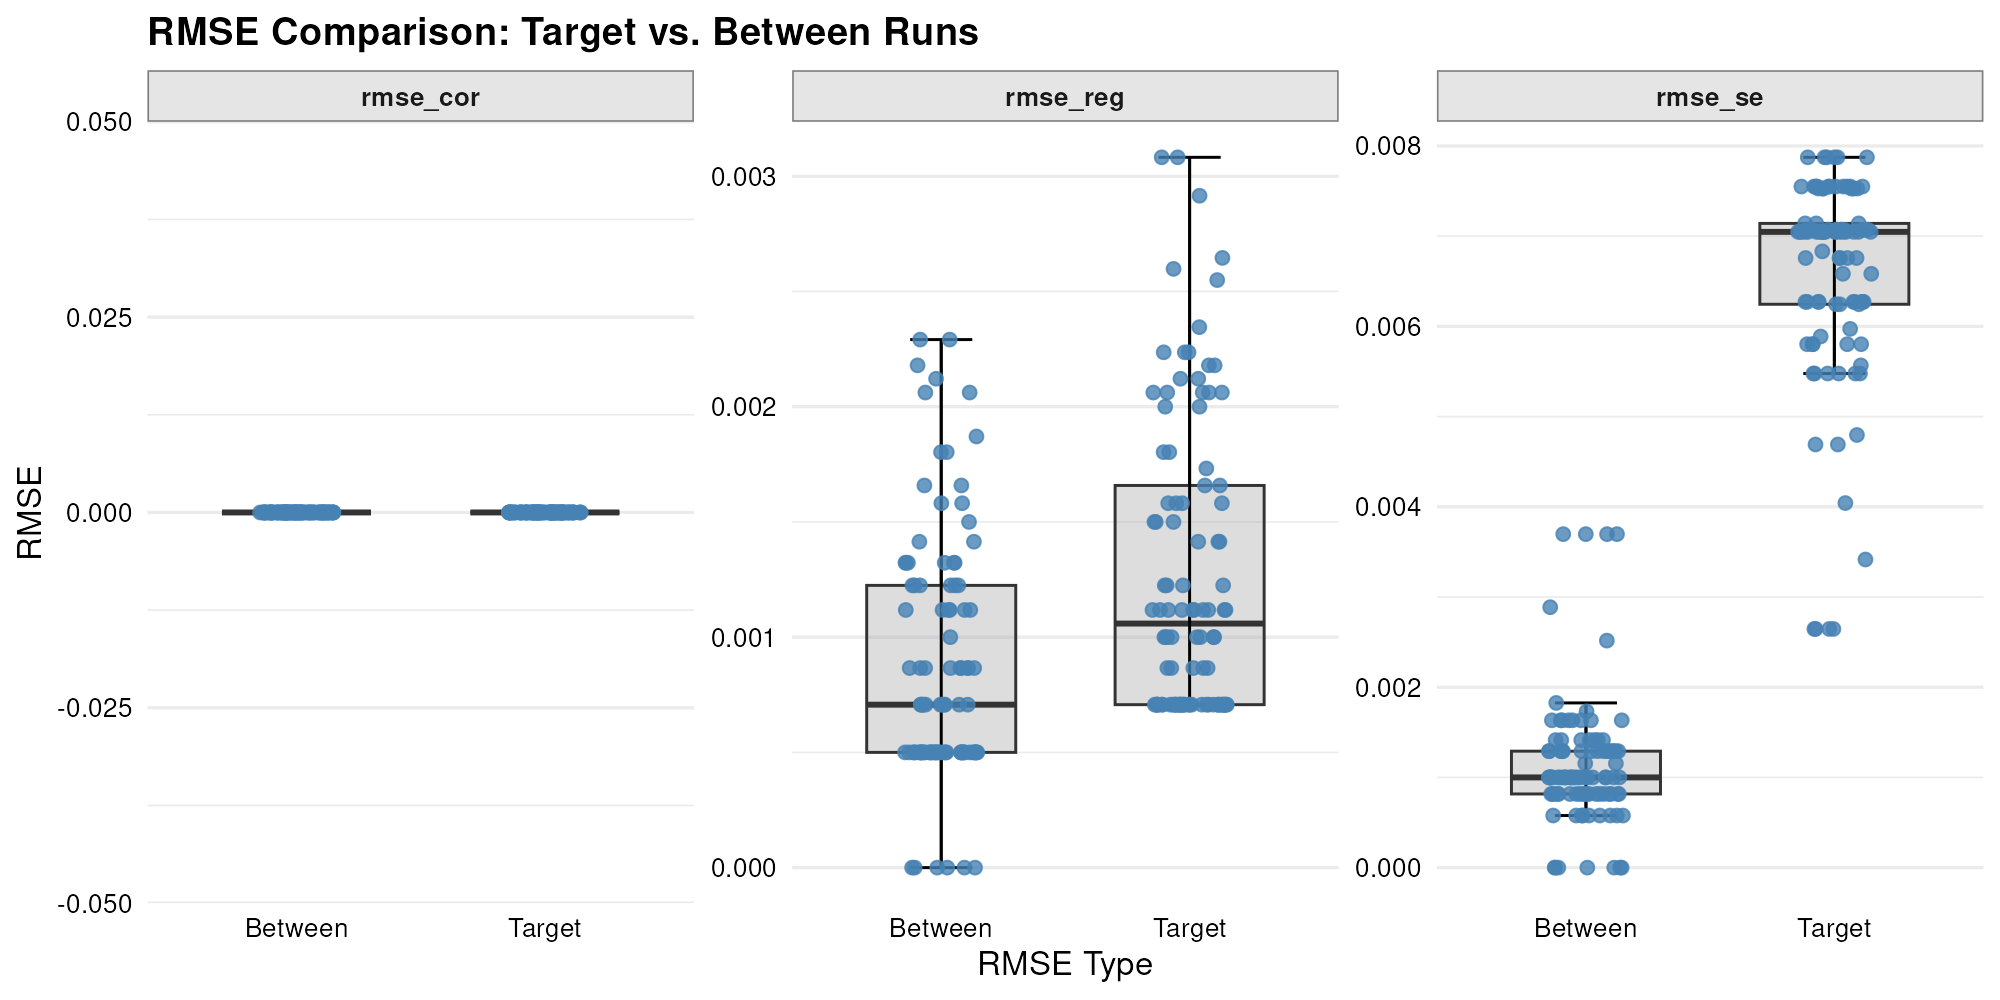 RMSE Comparison: Target vs. Between Runs
rmse_cor
rmse_reg
rmse_se
RMSE
0.050
0.025
0.000
-0.025
-0.050
0.003
0.002
0.001
0.000
0.008
0.006
0.004
0.002
0.000
Between
Target
Between
Target
Between
Target
RMSE Type